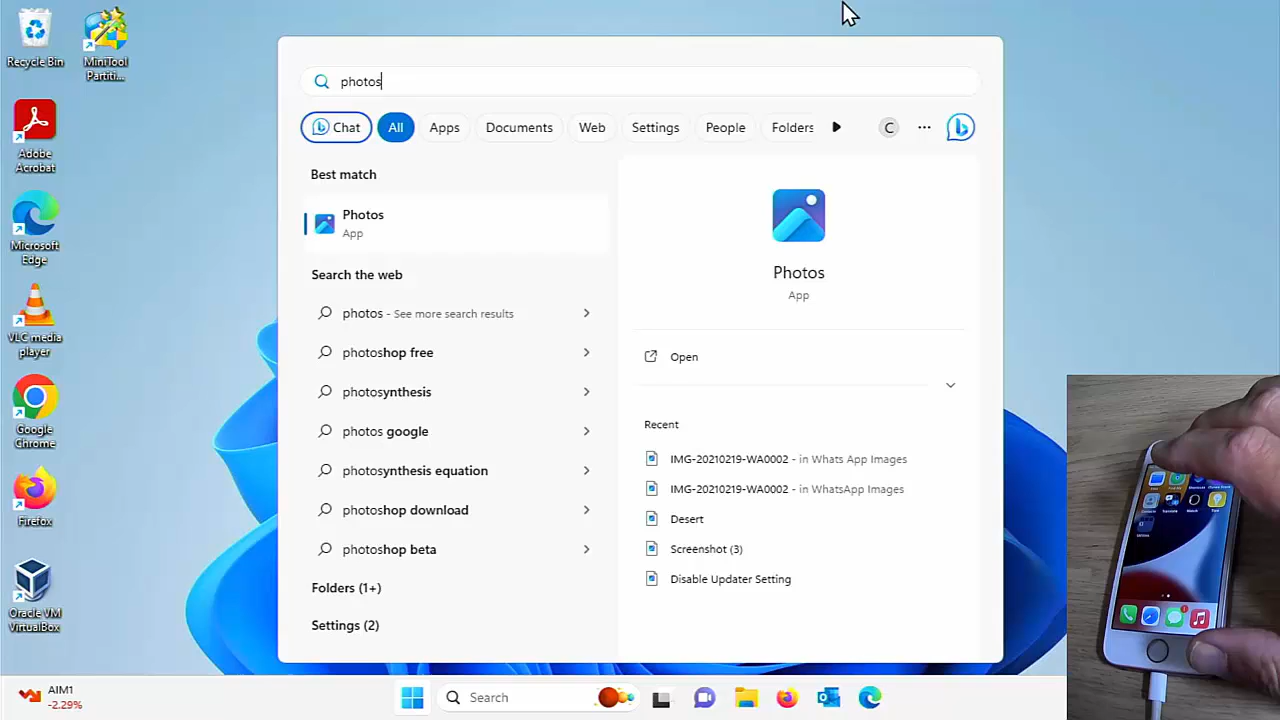 Recycle Bin
MiniTool
Partiti...
Adobe
Acrobat
Microsoft
Edge
VLC media
player
Google
Chrome
Firefox
Oracle VM
VirtualBox
photos
Chat
All
Apps
Documents
Web
Settings
People
Folders
C
Best match
Photos
App
Search the web
photos - See more search results
photoshop free
photosynthesis
photos google
photosynthesis equation
photoshop download
photoshop beta
Folders (1+)
Settings (2)
Photos
App
Open
Recent
IMG-20210219-WA0002 - in Whats App Images
IMG-20210219-WA0002 - in WhatsApp Images
Desert
Screenshot (3)
Disable Updater Setting
AIM1
-2.29%
Search